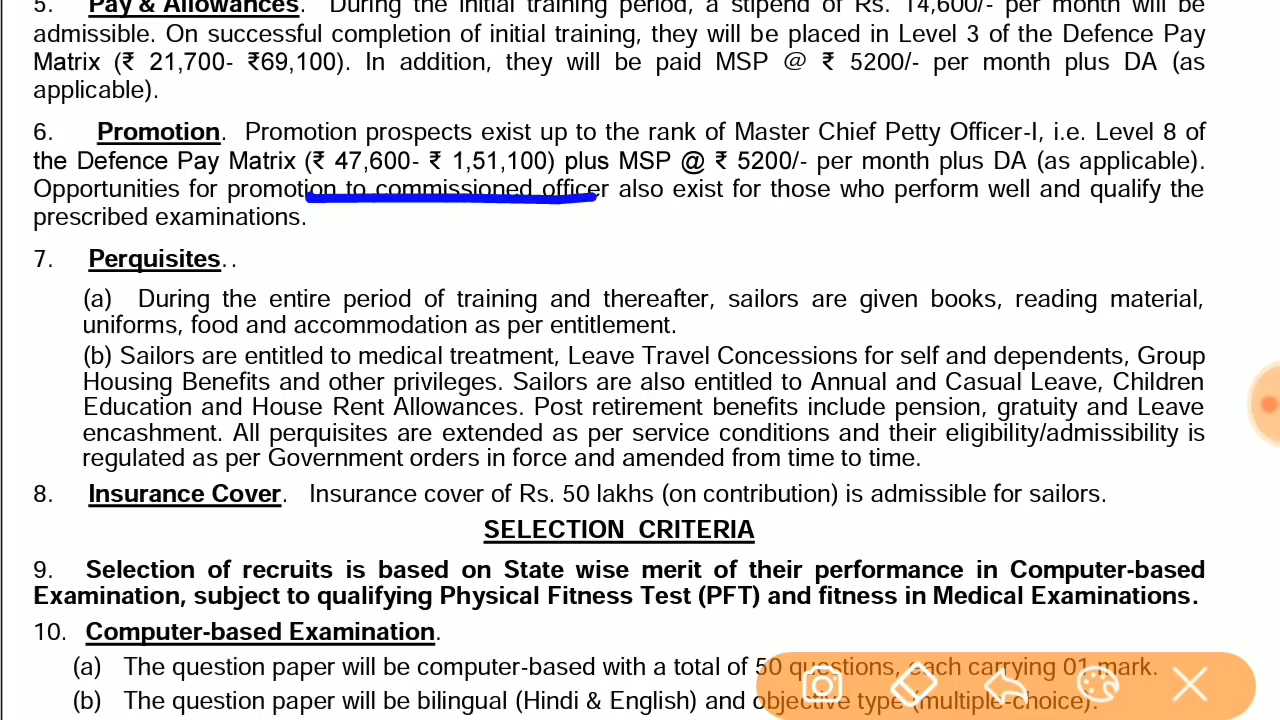 5. Pay & Allowances. During the initial training period, a stipend of Rs. 14,600/- per month will be
admissible. On successful completion of initial training, they will be placed in Level 3 of the Defence Pay
Matrix (₹ 21,700- ₹69,100). In addition, they will be paid MSP @ ₹ 5200/- per month plus DA (as
applicable).
6. Promotion. Promotion prospects exist up to the rank of Master Chief Petty Officer-I, i.e. Level 8 of
the Defence Pay Matrix (₹ 47,600- ₹ 1,51,100) plus MSP @ ₹ 5200/- per month plus DA (as applicable).
Opportunities for promotion to commissioned officer also exist for those who perform well and qualify the
prescribed examinations.
7. Perquisites. .
(a) During the entire period of training and thereafter, sailors are given books, reading material,
uniforms, food and accommodation as per entitlement.
(b) Sailors are entitled to medical treatment, Leave Travel Concessions for self and dependents, Group
Housing Benefits and other privileges. Sailors are also entitled to Annual and Casual Leave, Children
Education and House Rent Allowances. Post retirement benefits include pension, gratuity and Leave
encashment. All perquisites are extended as per service conditions and their eligibility/admissibility is
regulated as per Government orders in force and amended from time to time.
8. Insurance Cover. Insurance cover of Rs. 50 lakhs (on contribution) is admissible for sailors.
SELECTION CRITERIA
9. Selection of recruits is based on State wise merit of their performance in Computer-based
Examination, subject to qualifying Physical Fitness Test (PFT) and fitness in Medical Examinations.
10. Computer-based Examination.
(a) The question paper will be computer-based with a total of 50 questions, each carrying 01 mark.
(b) The question paper will be bilingual (Hindi & English) and objective type (multiple-choice).